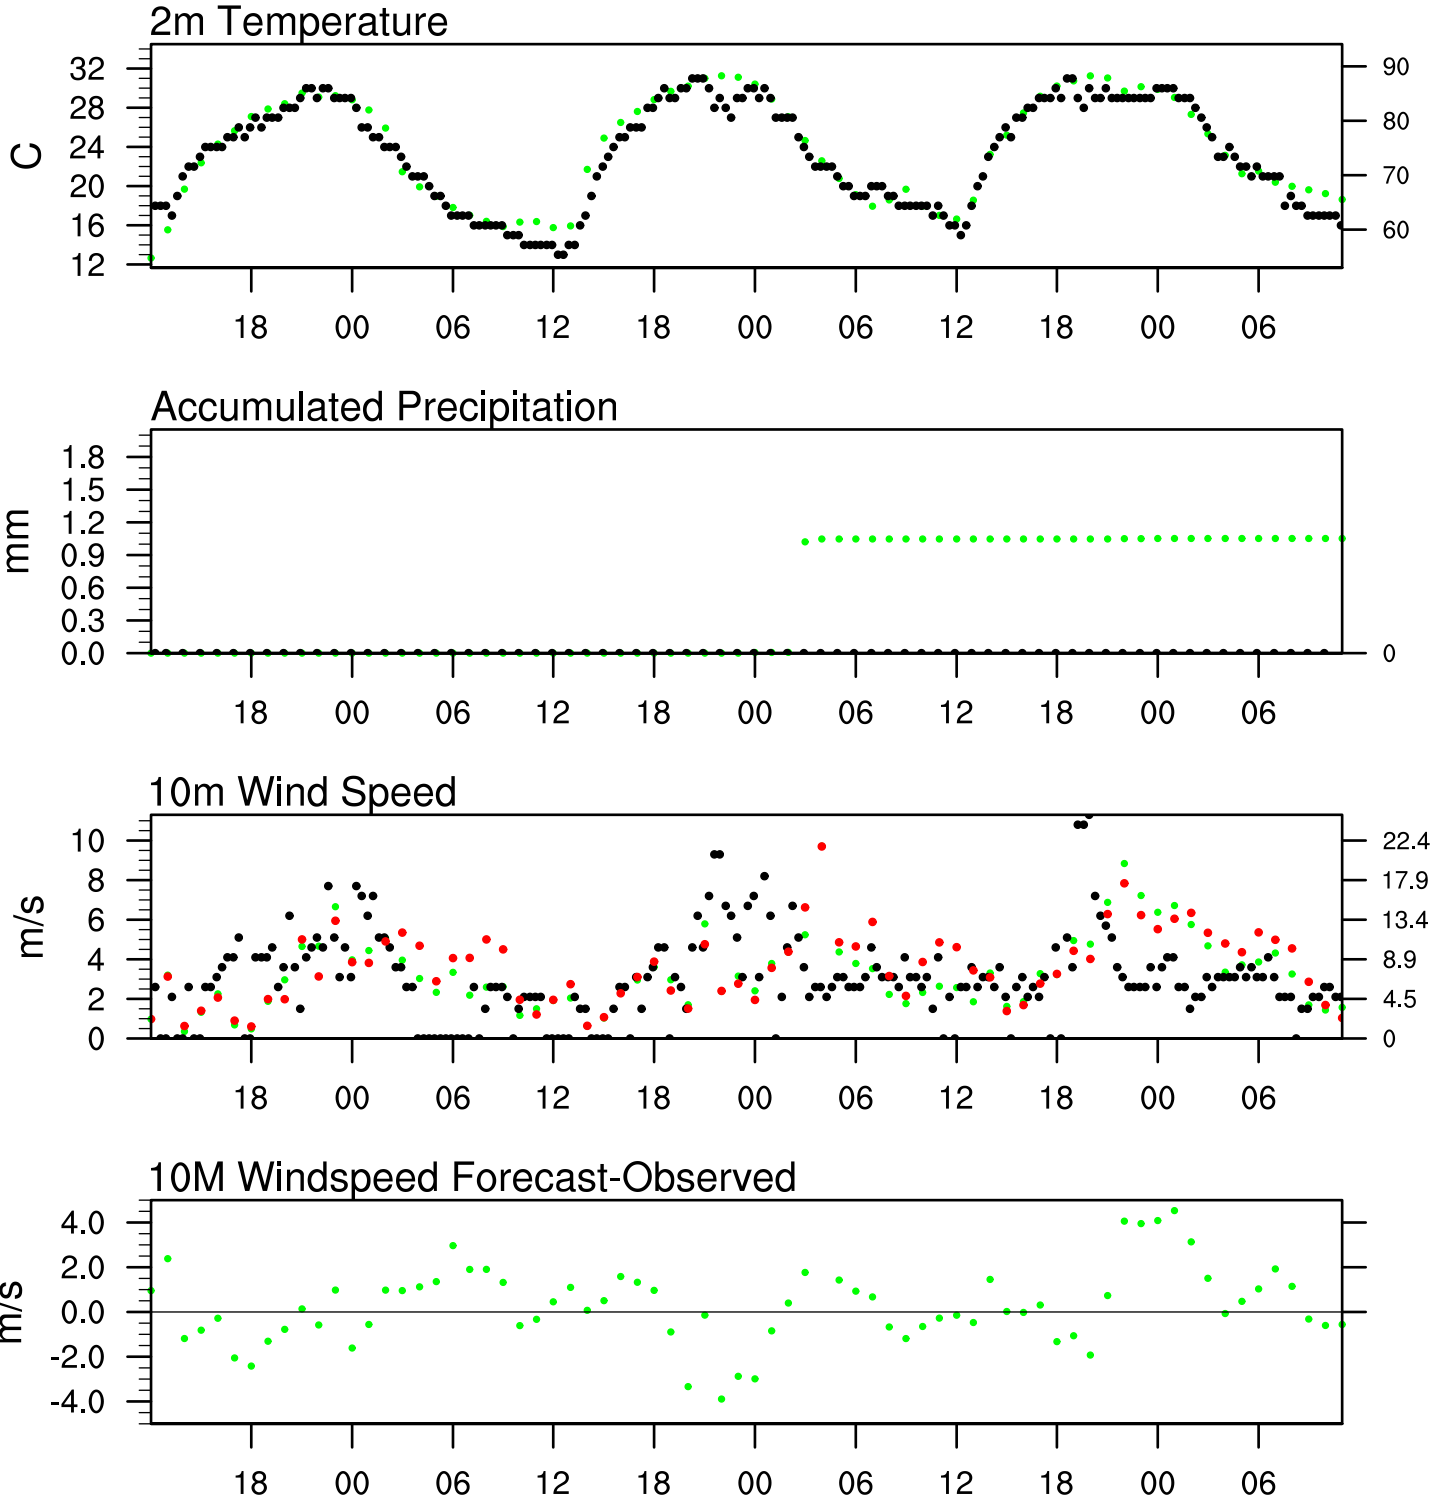 2m Temperature
32
28
24
20
16
12
C
90
80
70
60
18 00 06 12 18 00 06 12 18 00 06
Accumulated Precipitation
1.8
1.5
1.2
0.9
0.6
0.3
0.0
mm
0
18 00 06 12 18 00 06 12 18 00 06
10m Wind Speed
10
8
6
4
2
0
m/s
22.4
17.9
13.4
8.9
4.5
0
18 00 06 12 18 00 06 12 18 00 06
10M Windspeed Forecast-Observed
4.0
2.0
0.0
-2.0
-4.0
m/s
18 00 06 12 18 00 06 12 18 00 06